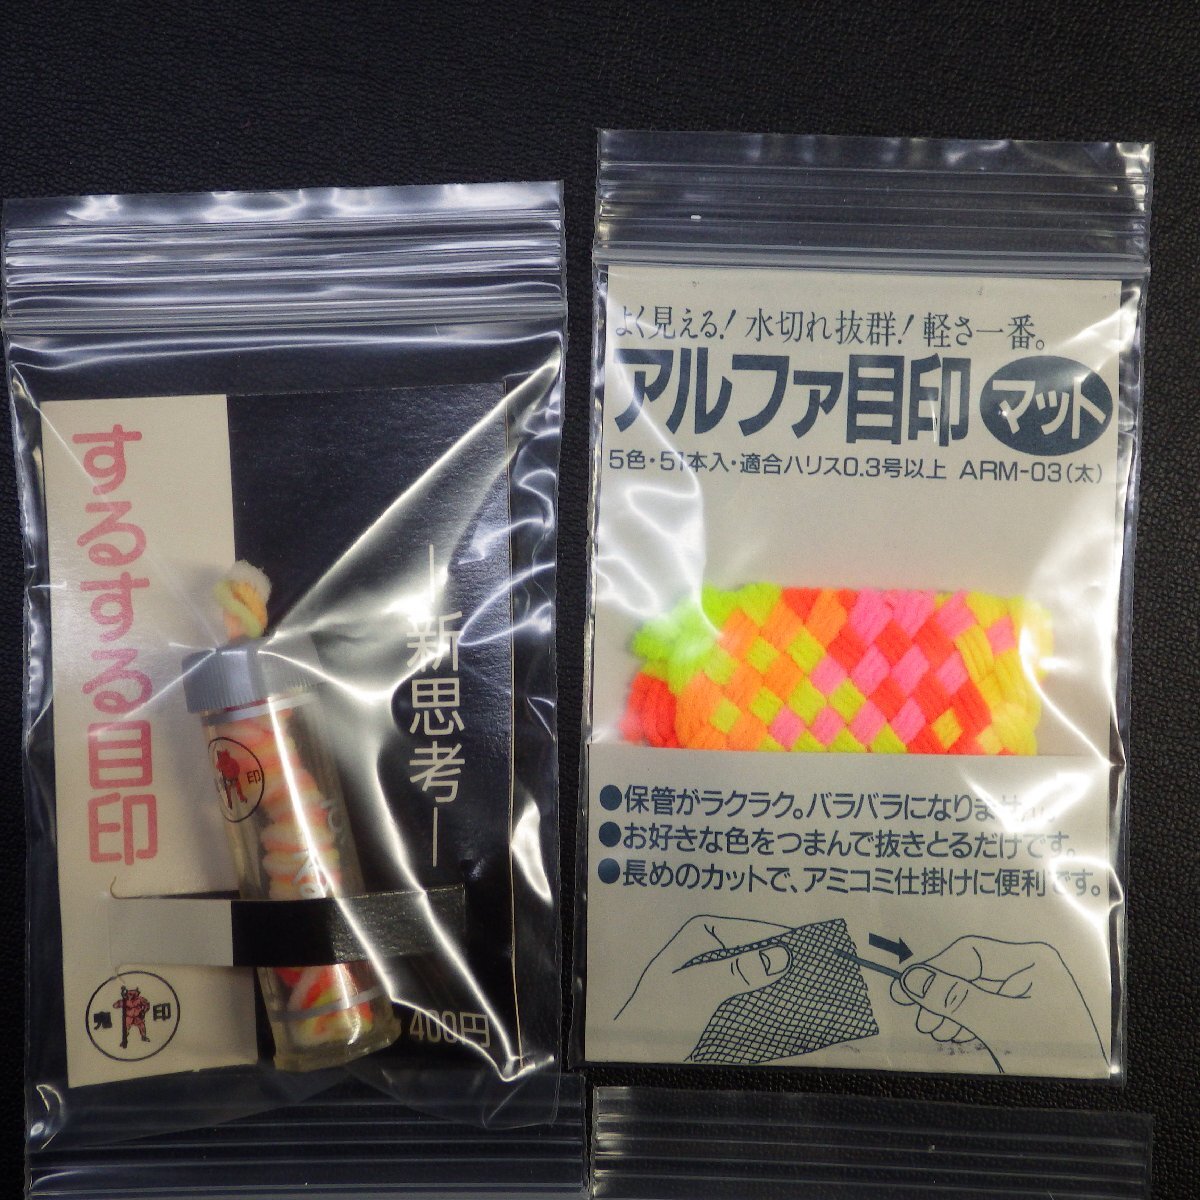 するする目印
―新思考―
印
鬼 印
400円
よく見える!水切れ抜群!軽さ一番。
アルファ目印 マット
5色・51本入・適合ハリス0.3号以上 ARM-03(太)
●保管がラクラク。バラバラになりません。
●お好きな色をつまんで抜きとるだけです。
●長めのカットで、アミコミ仕掛けに便利です。